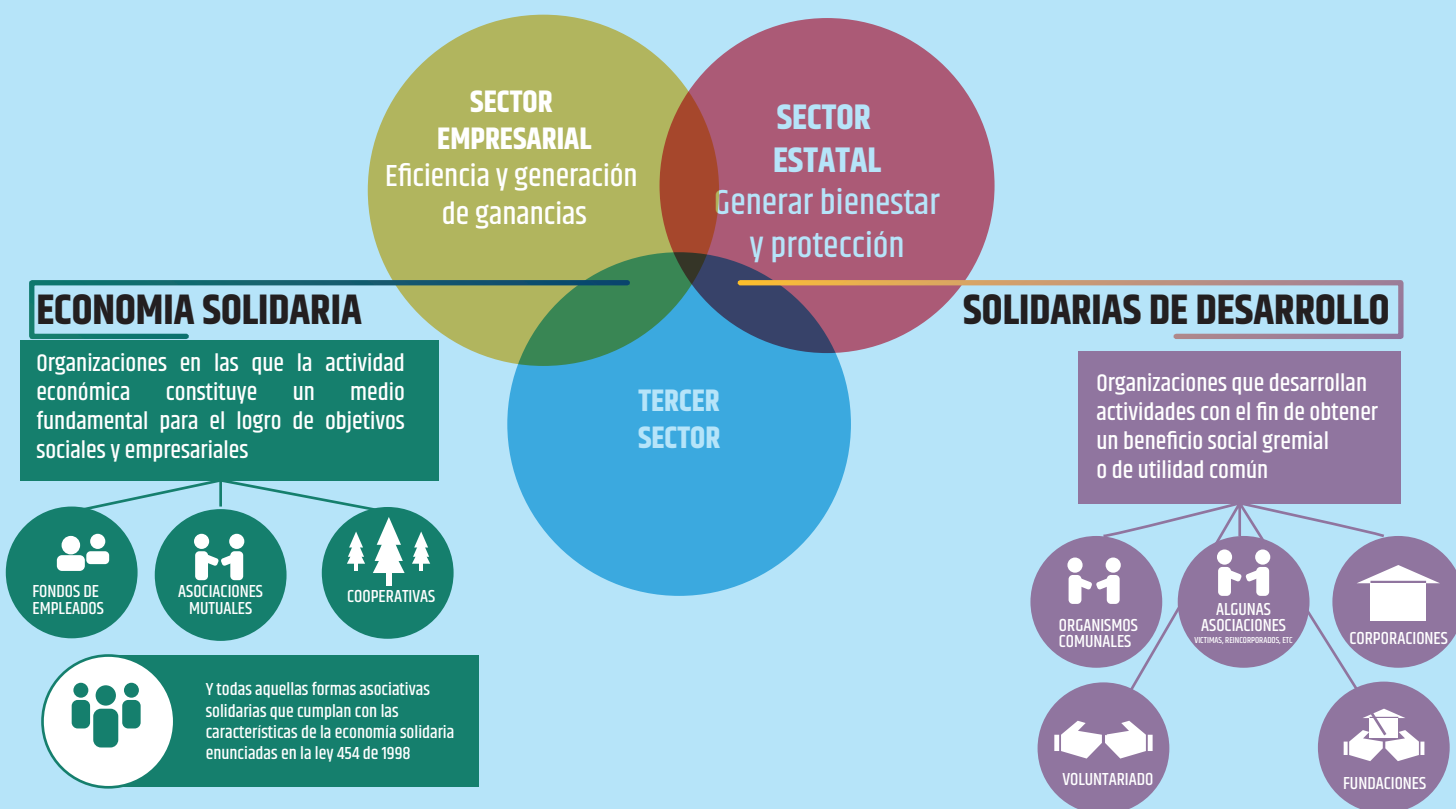 SECTOR
EMPRESARIAL
Eficiencia y generación
de ganancias
SECTOR
ESTATAL
Generar bienestar
y protección
TERCER
SECTOR
ECONOMIA SOLIDARIA
Organizaciones en las que la actividad
económica constituye un medio
fundamental para el logro de objetivos
sociales y empresariales
FONDOS DE
EMPLEADOS
ASOCIACIONES
MUTUALES
COOPERATIVAS
Y todas aquellas formas asociativas
solidarias que cumplan con las
características de la economía solidaria
enunciadas en la ley 454 de 1998
SOLIDARIAS DE DESARROLLO
Organizaciones que desarrollan
actividades con el fin de obtener
un beneficio social gremial
o de utilidad común
ORGANISMOS
COMUNALES
ALGUNAS
ASOCIACIONES
VICTIMAS, REINCORPORADOS, ETC
CORPORACIONES
VOLUNTARIADO
FUNDACIONES